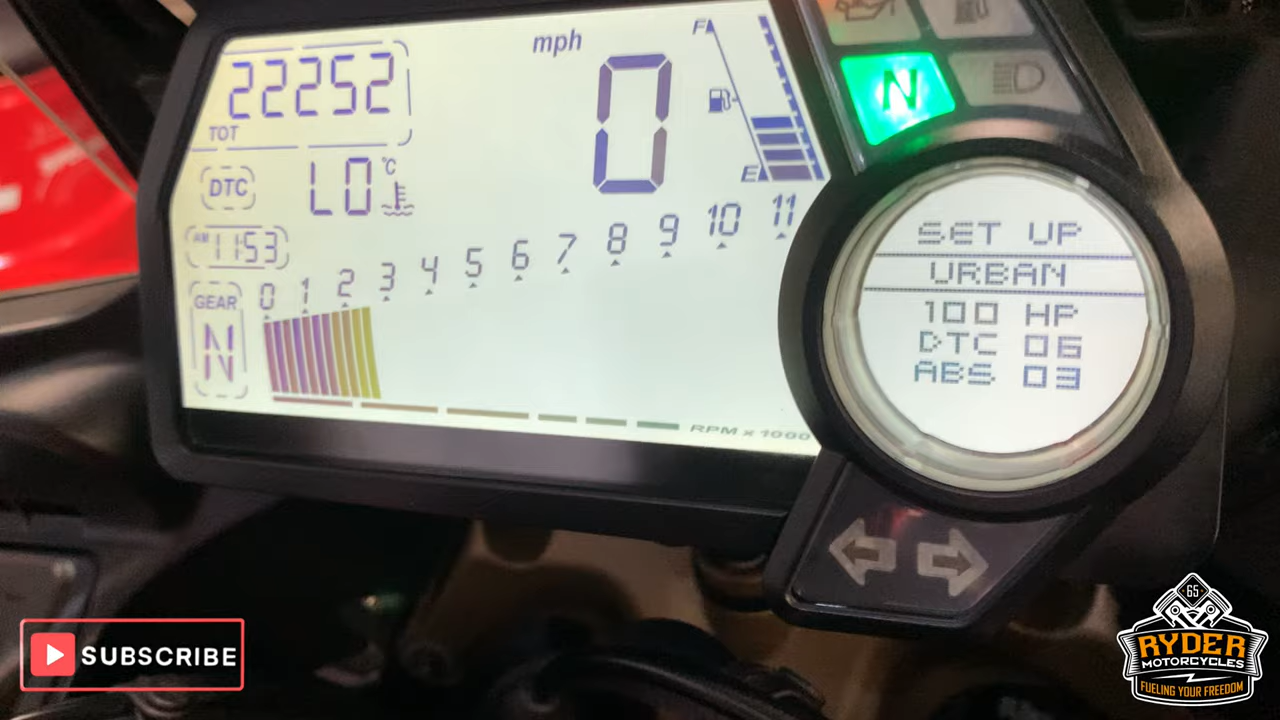 22252
TOT
mph
0
F
E
N
DTC
LO °C
AM 1153
GEAR
N
0 1 2 3 4 5 6 7 8 9 10 11
RPM x 1000
SET UP
URBAN
100 HP
DTC 06
ABS 03
SUBSCRIBE
65
RYDER
MOTORCYCLES
FUELING YOUR FREEDOM